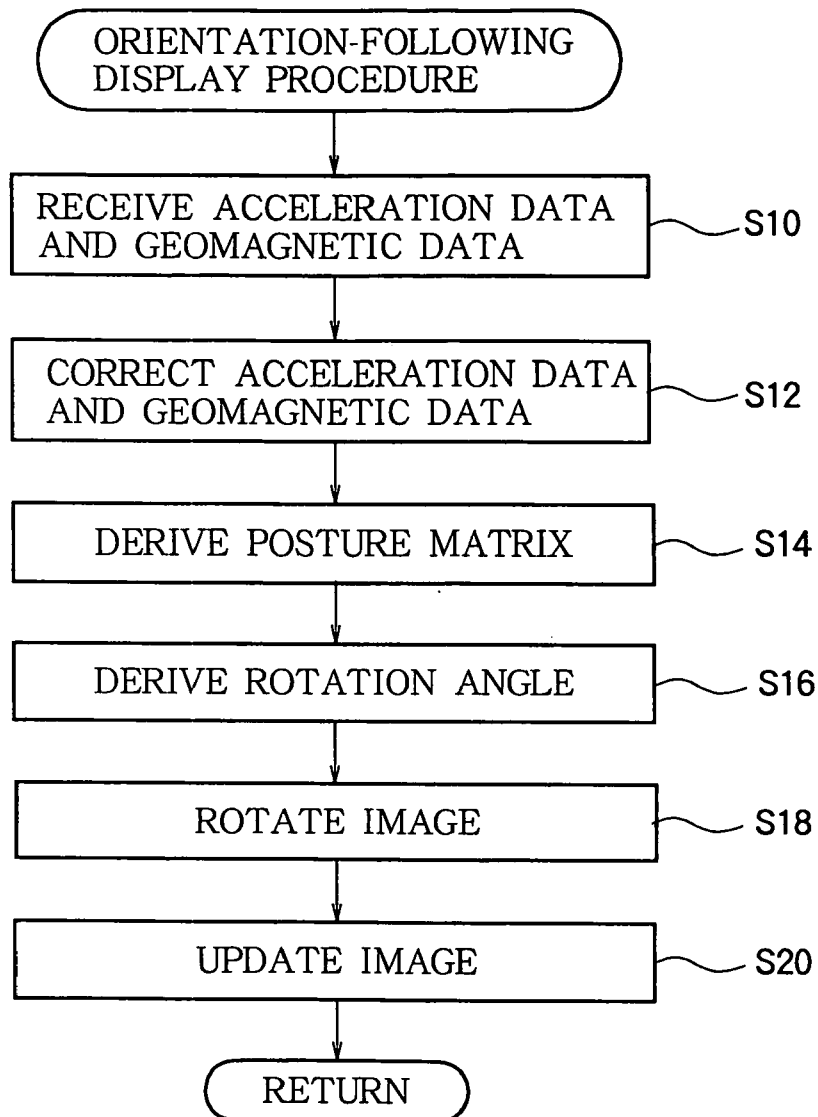 ORIENTATION-FOLLOWING
DISPLAY PROCEDURE
RECEIVE ACCELERATION DATA
AND GEOMAGNETIC DATA
S10
CORRECT ACCELERATION DATA
AND GEOMAGNETIC DATA
S12
DERIVE POSTURE MATRIX
S14
DERIVE ROTATION ANGLE
S16
ROTATE IMAGE
S18
UPDATE IMAGE
S20
RETURN